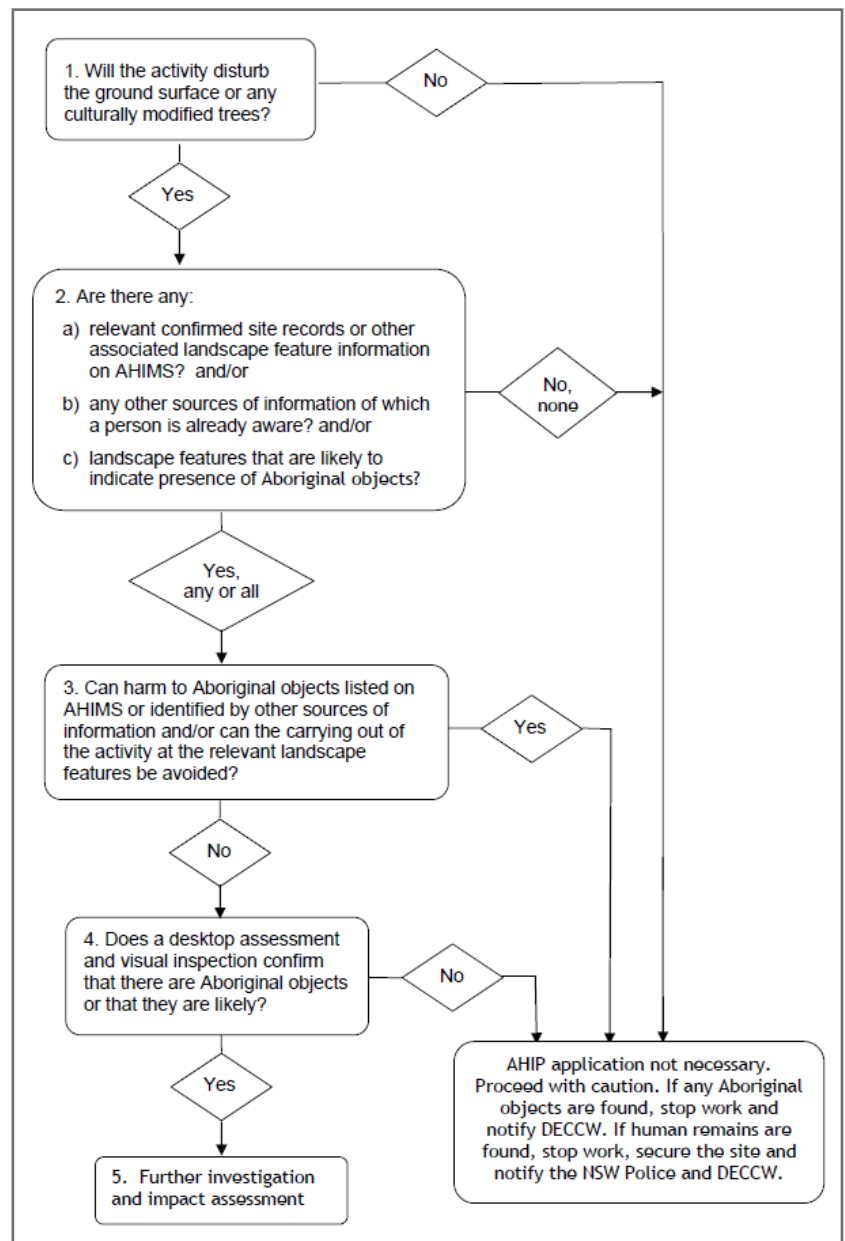 1. Will the activity disturb
the ground surface or any
culturally modified trees?
No
Yes
2. Are there any:
a) relevant confirmed site records or other
associated landscape feature information
on AHIMS? and/or
b) any other sources of information of which
a person is already aware? and/or
c) landscape features that are likely to
indicate presence of Aboriginal objects?
No,
none
Yes,
any or all
3. Can harm to Aboriginal objects listed on
AHIMS or identified by other sources of
information and/or can the carrying out of
the activity at the relevant landscape
features be avoided?
Yes
No
4. Does a desktop assessment
and visual inspection confirm
that there are Aboriginal objects
or that they are likely?
No
Yes
AHIP application not necessary.
Proceed with caution. If any Aboriginal
objects are found, stop work and
notify DECCW. If human remains are
found, stop work, secure the site and
notify the NSW Police and DECCW.
5. Further investigation
and impact assessment